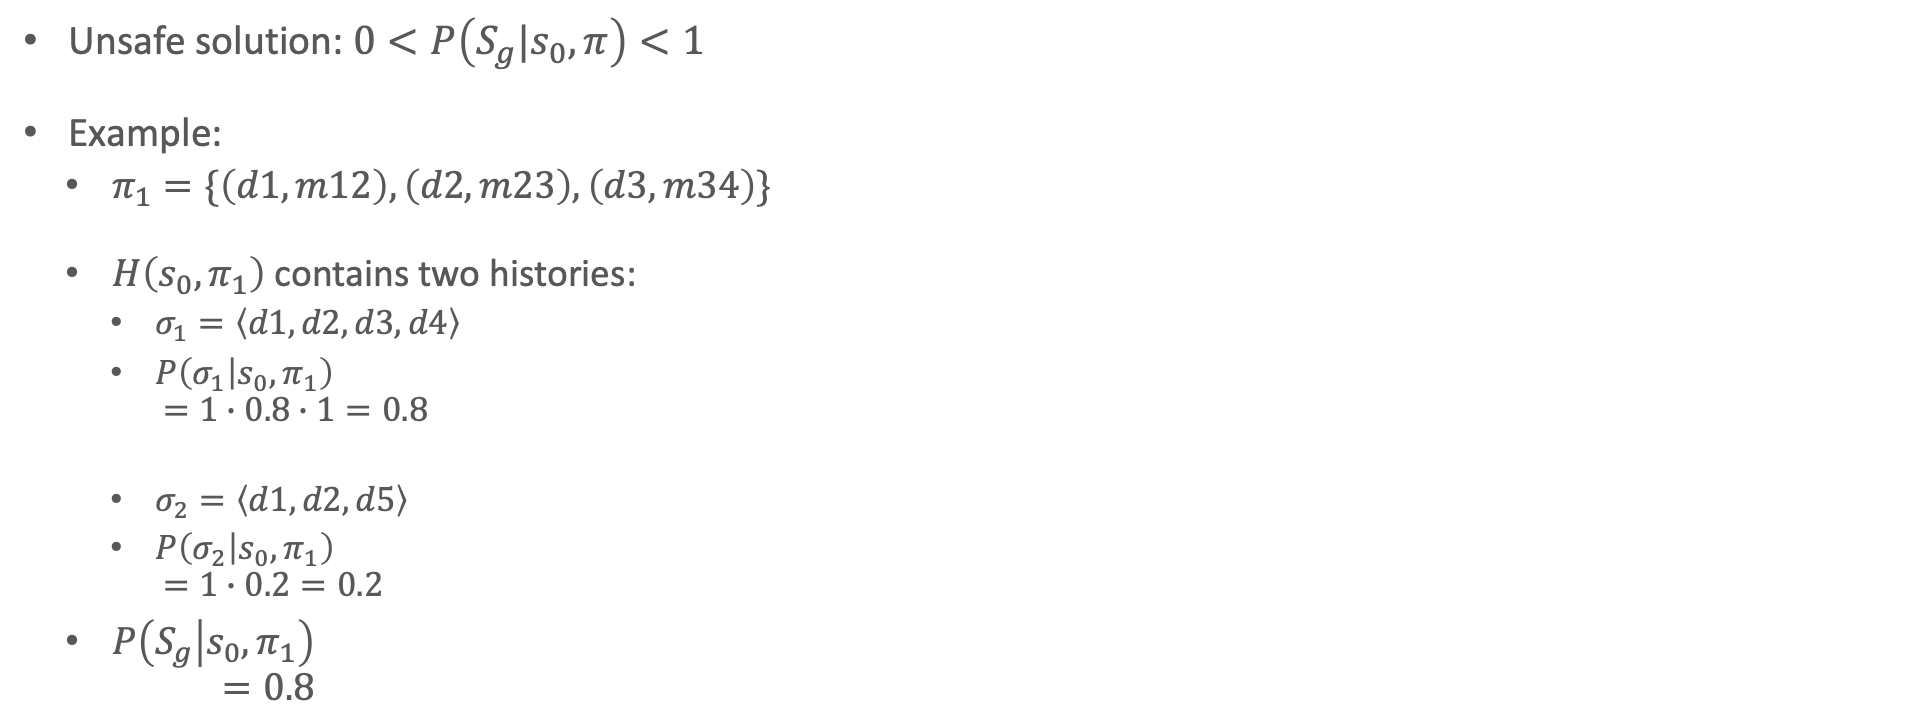 • Unsafe solution: 0 < P(S_g|s_0, π) < 1
• Example:
• π_1 = {(d1, m12), (d2, m23), (d3, m34)}
• H(s_0, π_1) contains two histories:
• σ_1 = ⟨d1, d2, d3, d4⟩
• P(σ_1|s_0, π_1)
= 1 · 0.8 · 1 = 0.8
• σ_2 = ⟨d1, d2, d5⟩
• P(σ_2|s_0, π_1)
= 1 · 0.2 = 0.2
• P(S_g|s_0, π_1)
= 0.8